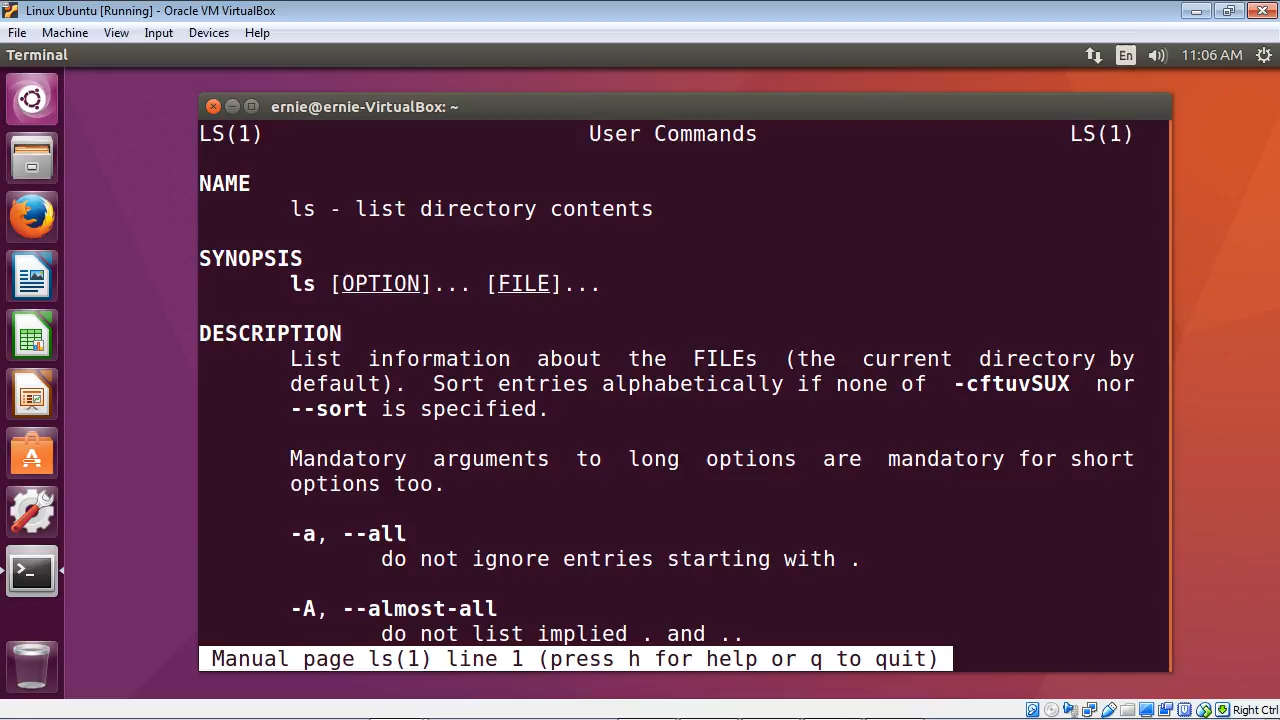 Linux Ubuntu [Running] - Oracle VM VirtualBox
File Machine View Input Devices Help
Terminal En 11:06 AM
ernie@ernie-VirtualBox: ~
LS(1) User Commands LS(1)
NAME
ls - list directory contents
SYNOPSIS
ls [OPTION]... [FILE]...
DESCRIPTION
List information about the FILEs (the current directory by
default). Sort entries alphabetically if none of -cftuvSUX nor
--sort is specified.
Mandatory arguments to long options are mandatory for short
options too.
-a, --all
do not ignore entries starting with .
-A, --almost-all
do not list implied . and ..
Manual page ls(1) line 1 (press h for help or q to quit)
Right Ctrl